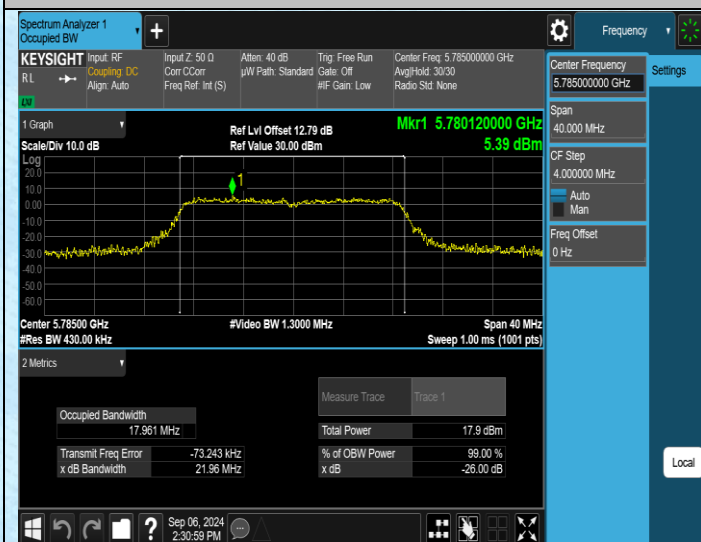 Spectrum Analyzer 1
Occupied BW
Frequency
KEYSIGHT
R L
LXI
Input: RF
Coupling: DC
Align: Auto
Input Z: 50 Ω
Corr CCorr
Freq Ref: Int (S)
Atten: 40 dB
µW Path: Standard
Trig: Free Run
Gate: Off
#IF Gain: Low
Center Freq: 5.785000000 GHz
Avg|Hold: 30/30
Radio Std: None
1 Graph
Scale/Div 10.0 dB
Ref Lvl Offset 12.79 dB
Ref Value 30.00 dBm
Mkr1 5.780120000 GHz
5.39 dBm
Log
20.0
10.0
0.00
-10.0
-20.0
-30.0
-40.0
-50.0
-60.0
1
Center 5.78500 GHz
#Video BW 1.3000 MHz
Span 40 MHz
#Res BW 430.00 kHz
Sweep 1.00 ms (1001 pts)
2 Metrics
Measure Trace
Trace 1
Occupied Bandwidth
17.961 MHz
Total Power
17.9 dBm
Transmit Freq Error
-73.243 kHz
% of OBW Power
99.00 %
x dB Bandwidth
21.96 MHz
x dB
-26.00 dB
Center Frequency
5.785000000 GHz
Settings
Span
40.000 MHz
CF Step
4.000000 MHz
Auto
Man
Freq Offset
0 Hz
Local
?
Sep 06, 2024
2:30:59 PM